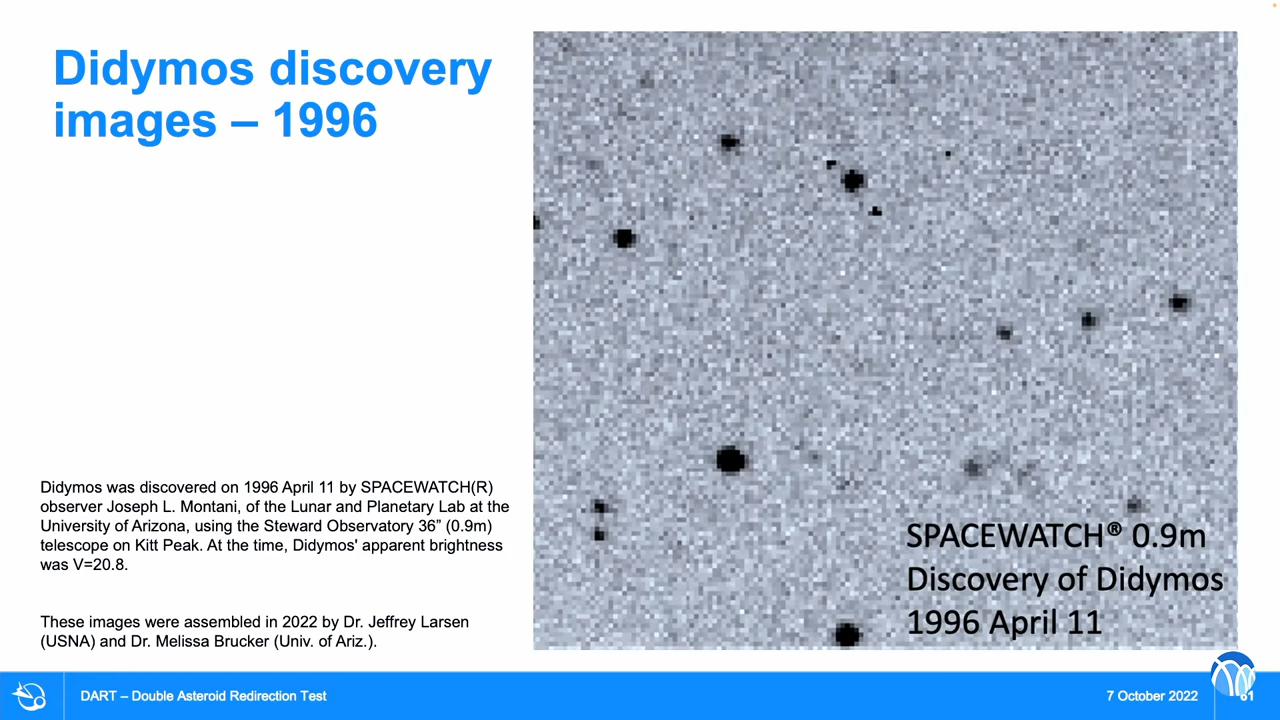 Didymos discovery
images – 1996
Didymos was discovered on 1996 April 11 by SPACEWATCH(R)
observer Joseph L. Montani, of the Lunar and Planetary Lab at the
University of Arizona, using the Steward Observatory 36” (0.9m)
telescope on Kitt Peak. At the time, Didymos' apparent brightness
was V=20.8.
These images were assembled in 2022 by Dr. Jeffrey Larsen
(USNA) and Dr. Melissa Brucker (Univ. of Ariz.).
SPACEWATCH® 0.9m
Discovery of Didymos
1996 April 11
DART – Double Asteroid Redirection Test
7 October 2022